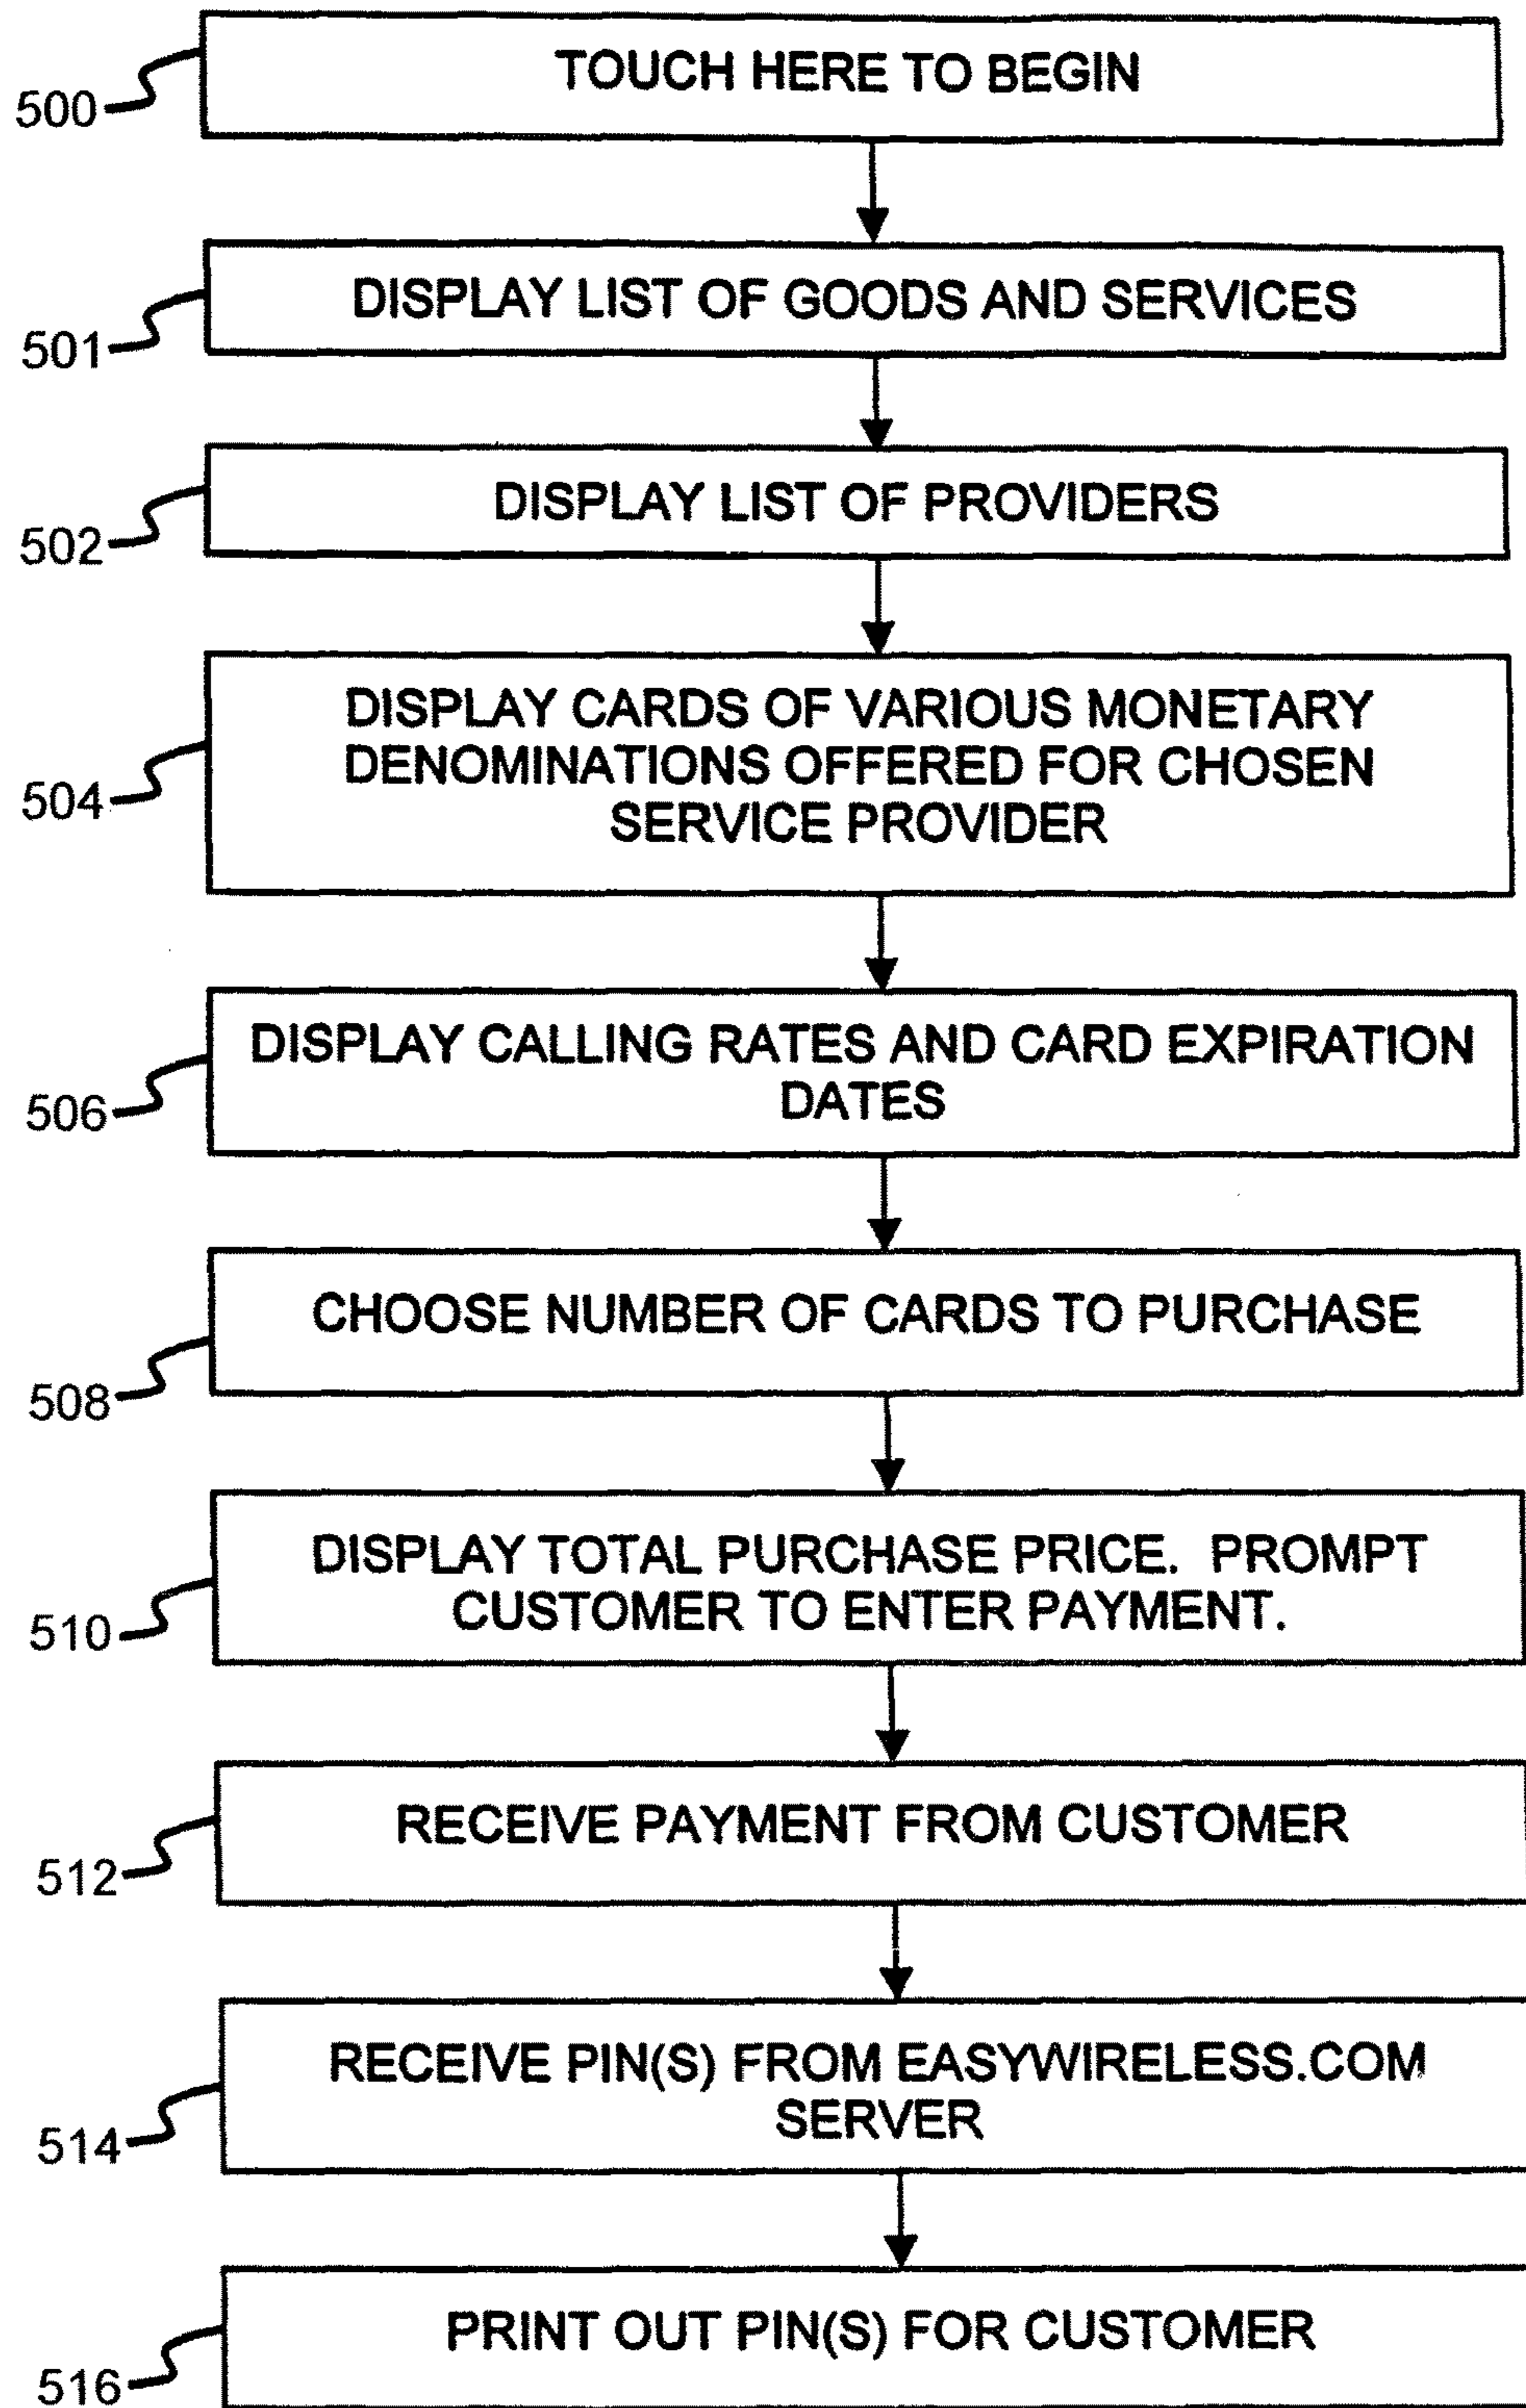 TOUCH HERE TO BEGIN
500
DISPLAY LIST OF GOODS AND SERVICES
501
DISPLAY LIST OF PROVIDERS
502
DISPLAY CARDS OF VARIOUS MONETARY
DENOMINATIONS OFFERED FOR CHOSEN
SERVICE PROVIDER
504
DISPLAY CALLING RATES AND CARD EXPIRATION
DATES
506
CHOOSE NUMBER OF CARDS TO PURCHASE
508
DISPLAY TOTAL PURCHASE PRICE. PROMPT
CUSTOMER TO ENTER PAYMENT.
510
RECEIVE PAYMENT FROM CUSTOMER
512
RECEIVE PIN(S) FROM EASYWIRELESS.COM
SERVER
514
PRINT OUT PIN(S) FOR CUSTOMER
516